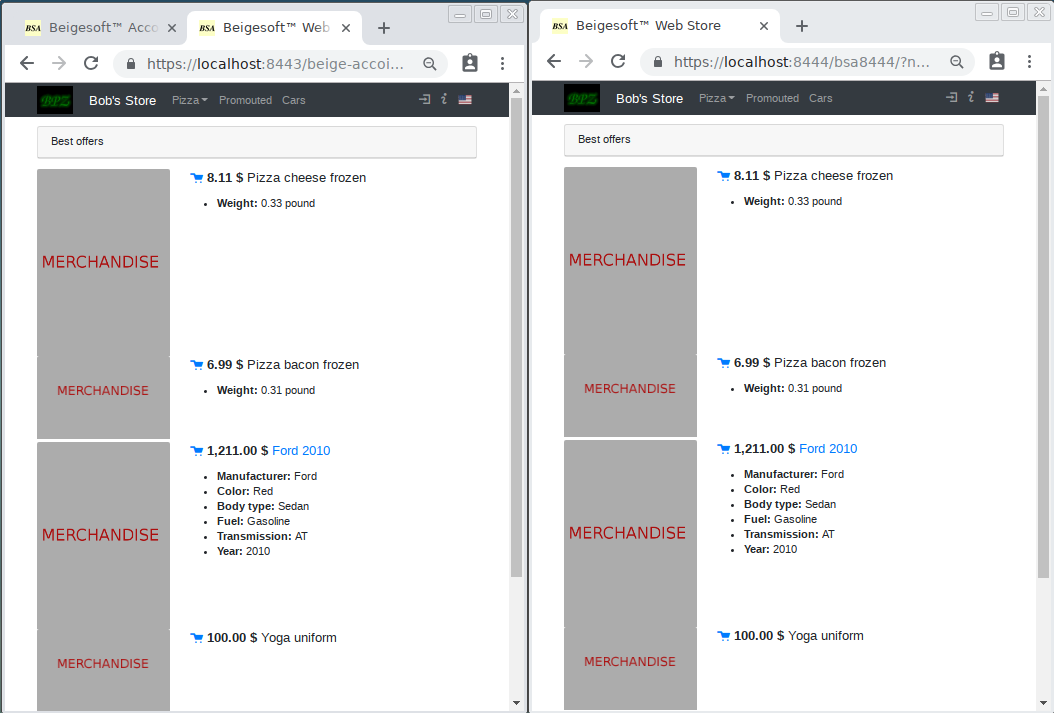 BSA Beigesoft™ Acco
BSA Beigesoft™ Web
https://localhost:8443/beige-accoi...
BPZ Bob's Store Pizza Promouted Cars
Best offers
MERCHANDISE
8.11 $ Pizza cheese frozen
• Weight: 0.33 pound
MERCHANDISE
6.99 $ Pizza bacon frozen
• Weight: 0.31 pound
MERCHANDISE
1,211.00 $ Ford 2010
• Manufacturer: Ford
• Color: Red
• Body type: Sedan
• Fuel: Gasoline
• Transmission: AT
• Year: 2010
MERCHANDISE
100.00 $ Yoga uniform
BSA Beigesoft™ Web Store
https://localhost:8444/bsa8444/?n...
BPZ Bob's Store Pizza Promouted Cars
Best offers
MERCHANDISE
8.11 $ Pizza cheese frozen
• Weight: 0.33 pound
MERCHANDISE
6.99 $ Pizza bacon frozen
• Weight: 0.31 pound
MERCHANDISE
1,211.00 $ Ford 2010
• Manufacturer: Ford
• Color: Red
• Body type: Sedan
• Fuel: Gasoline
• Transmission: AT
• Year: 2010
MERCHANDISE
100.00 $ Yoga uniform